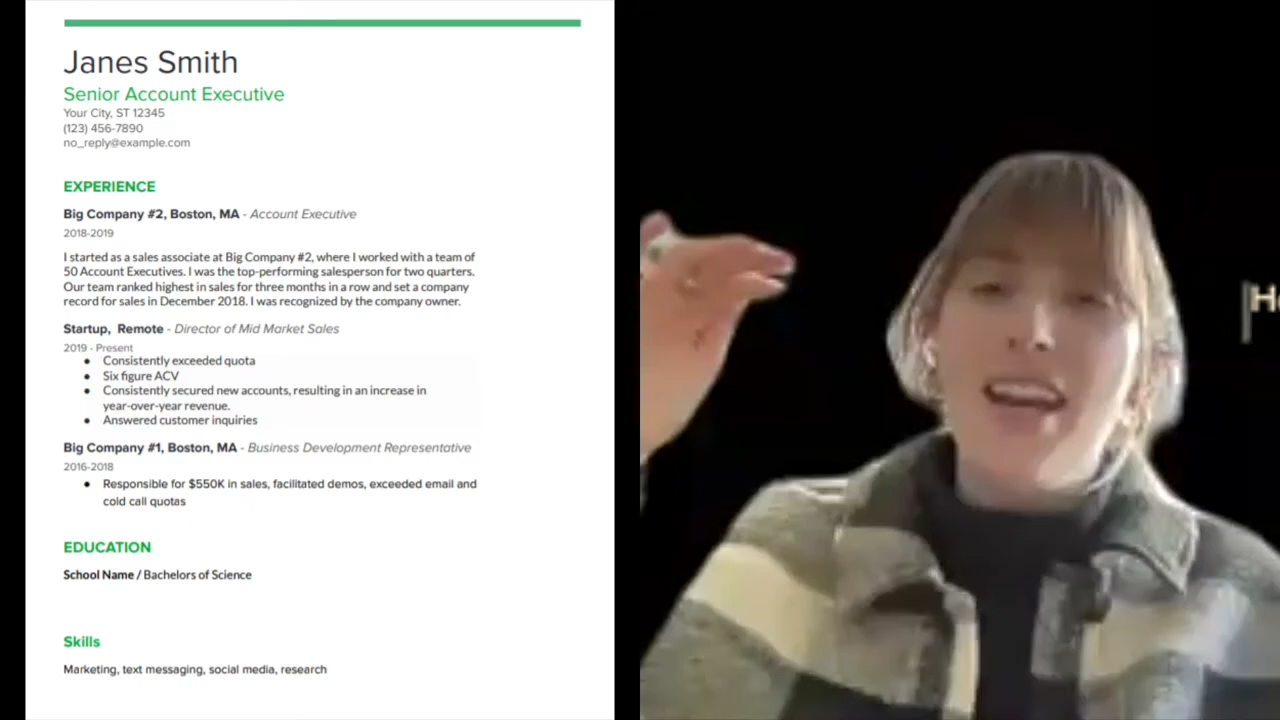 Janes Smith
Senior Account Executive
Your City, ST 12345
(123) 456-7890
no_reply@example.com
EXPERIENCE
Big Company #2, Boston, MA - Account Executive
2018-2019
I started as a sales associate at Big Company #2, where I worked with a team of
50 Account Executives. I was the top-performing salesperson for two quarters.
Our team ranked highest in sales for three months in a row and set a company
record for sales in December 2018. I was recognized by the company owner.
Startup, Remote - Director of Mid Market Sales
2019 - Present
● Consistently exceeded quota
● Six figure ACV
● Consistently secured new accounts, resulting in an increase in
year-over-year revenue.
● Answered customer inquiries
Big Company #1, Boston, MA - Business Development Representative
2016-2018
● Responsible for $550K in sales, facilitated demos, exceeded email and
cold call quotas
EDUCATION
School Name / Bachelors of Science
Skills
Marketing, text messaging, social media, research